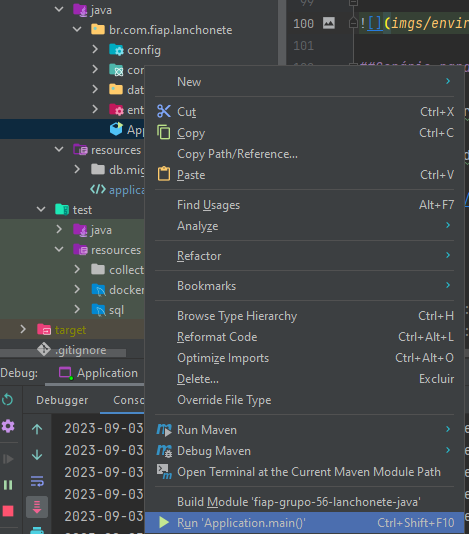 java
br.com.fiap.lanchonete
config
com
dat
ent
App
resources
db.mig
applica
test
java
resources
collect
docker
sql
target
.gitignore
99
100
![](imgs/envir
New
Cut Ctrl+X
Copy Ctrl+C
Copy Path/Reference...
Paste Ctrl+V
Find Usages Alt+F7
Analyze
Refactor
Bookmarks
Browse Type Hierarchy Ctrl+H
Reformat Code Ctrl+Alt+L
Optimize Imports Ctrl+Alt+O
Delete... Excluir
Override File Type
Run Maven
Debug Maven
Open Terminal at the Current Maven Module Path
Build Module 'fiap-grupo-56-lanchonete-java'
Run 'Application.main()' Ctrl+Shift+F10
Debug: Application
Debugger Conso
2023-09-03
2023-09-03
2023-09-03
2023-09-03
2023-09-03
2023-09-03